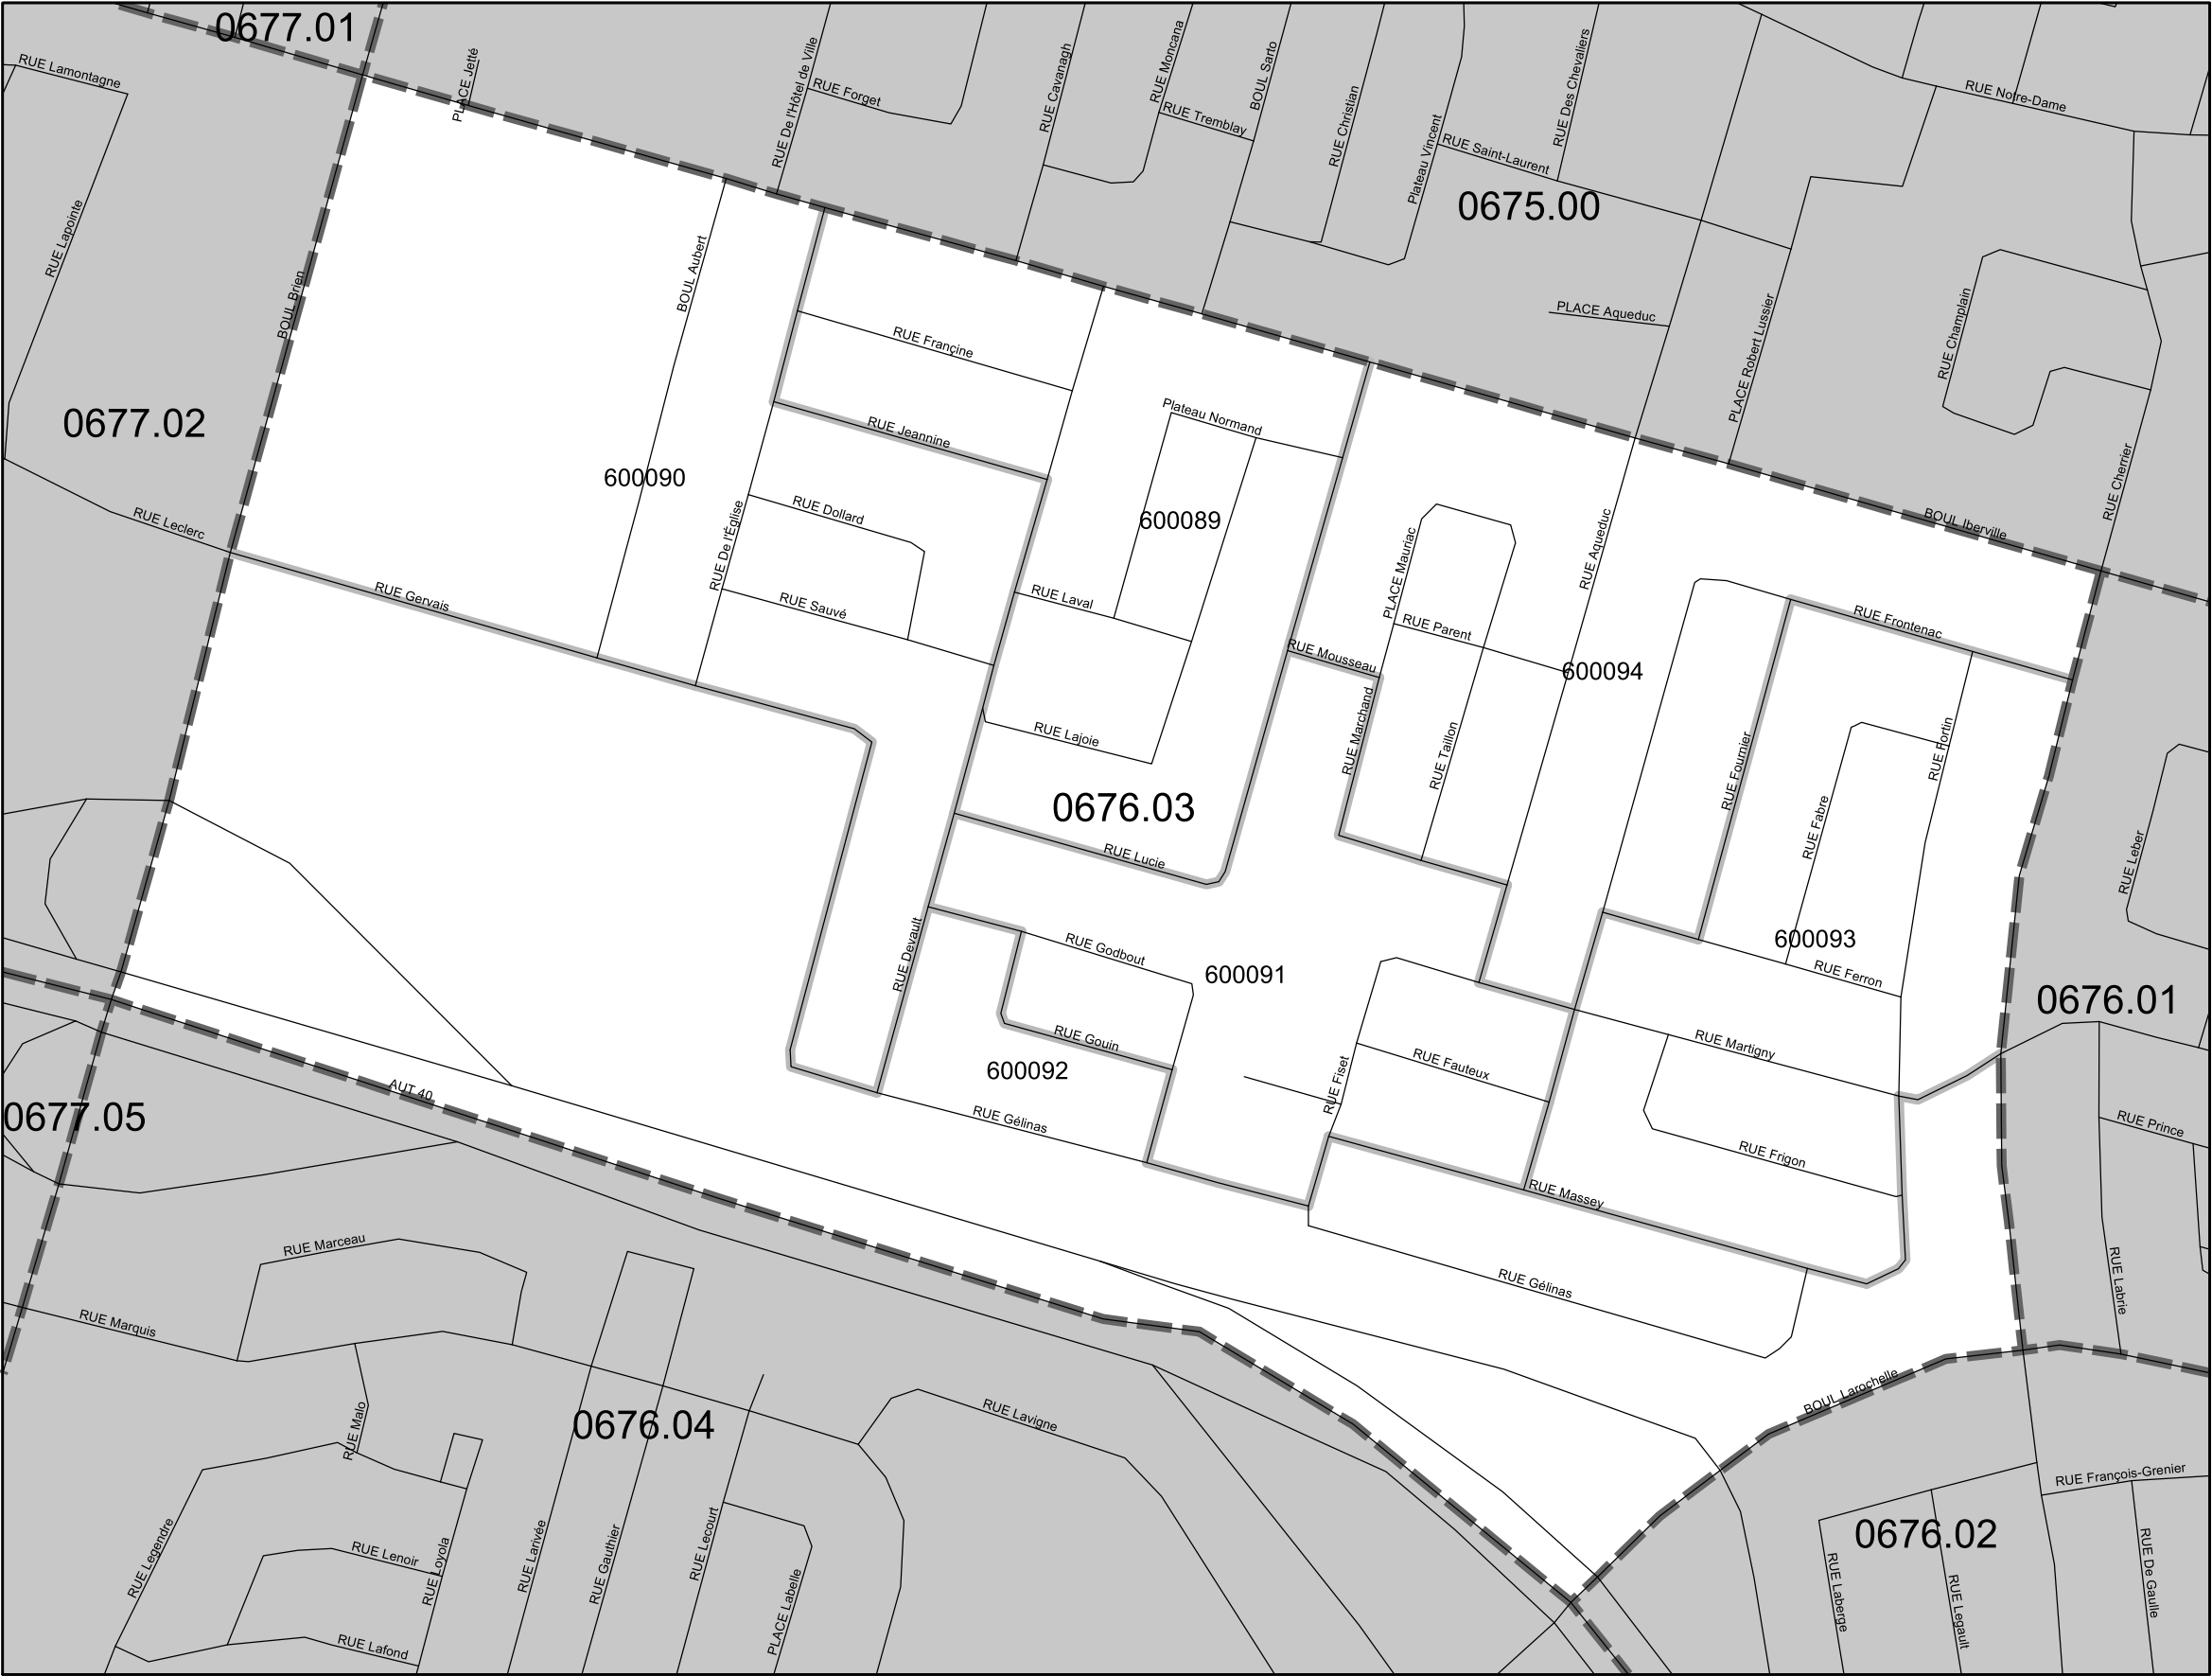 0677.01
RUE Lamontagne
PLACE Jetté
RUE De l'Hôtel de Ville
RUE Forget
RUE Cavanagh
RUE Moncana
RUE Tremblay
BOUL Sarto
RUE Christian
Plateau Vincent
RUE Saint-Laurent
RUE Des Chevaliers
RUE Notre-Dame
0675.00
RUE Lapointe
BOUL Brien
BOUL Aubert
RUE Françine
PLACE Aqueduc
PLACE Robert Lussier
RUE Champlain
0677.02
RUE Jeannine
Plateau Normand
RUE Cherrier
600090
RUE Leclerc
RUE De l'Église
RUE Dollard
600089
PLACE Mauriac
RUE Aqueduc
BOUL Iberville
RUE Gervais
RUE Sauvé
RUE Laval
RUE Parent
RUE Frontenac
RUE Mousseau
600094
RUE Lajoie
RUE Marchand
RUE Taillon
RUE Fournier
RUE Fortin
0676.03
RUE Fabre
RUE Leber
RUE Lucie
RUE Devault
RUE Godbout
600091
600093
RUE Ferron
0676.01
RUE Gouin
RUE Martigny
600092
RUE Fiset
RUE Fauteux
AUT 40
0677.05
RUE Gélinas
RUE Prince
RUE Frigon
RUE Massey
RUE Marceau
RUE Gélinas
RUE Labrie
RUE Marquis
BOUL Larochelle
RUE Malo
0676.04
RUE Lavigne
RUE François-Grenier
0676.02
RUE Legendre
RUE Lenoir
RUE Loyola
RUE Larivée
RUE Gauthier
RUE Lecourt
PLACE Labelle
RUE Laberge
RUE Legault
RUE De Gaulle
RUE Lafond